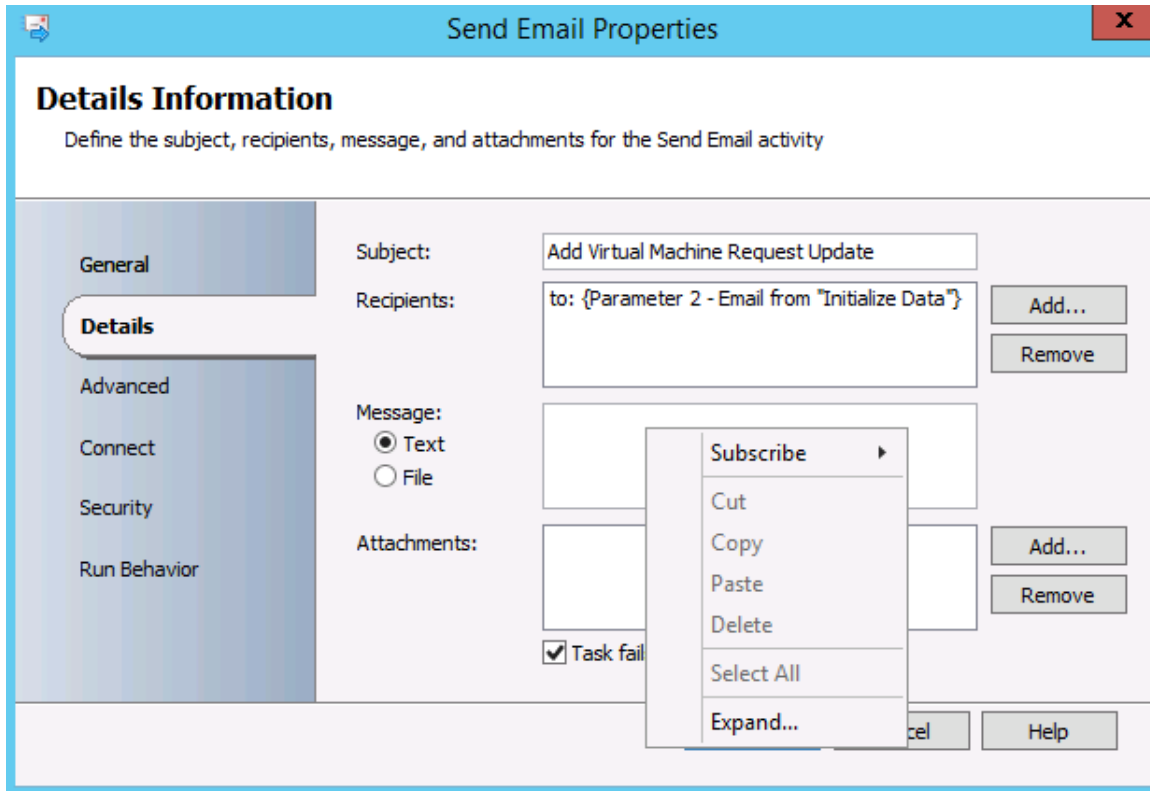 Send Email Properties
x
Details Information
Define the subject, recipients, message, and attachments for the Send Email activity
General
Details
Advanced
Connect
Security
Run Behavior
Subject:
Add Virtual Machine Request Update
Recipients:
to: {Parameter 2 - Email from "Initialize Data"}
Add...
Remove
Message:
Text
File
Subscribe
Cut
Copy
Paste
Delete
Select All
Expand...
Attachments:
Add...
Remove
Task
Help